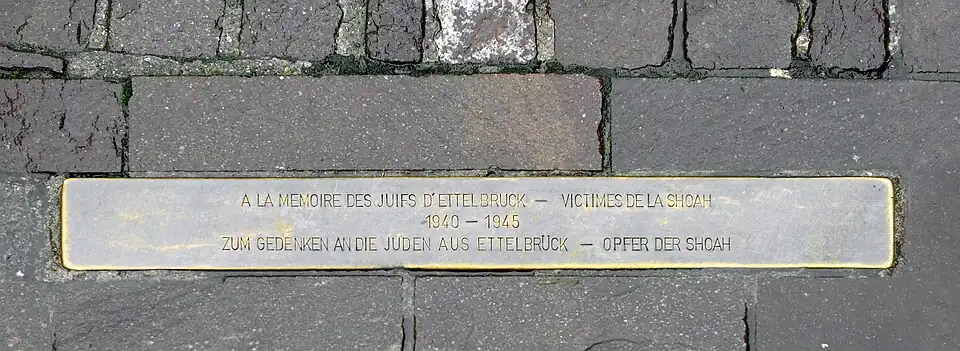 A LA MEMOIRE DES JUIFS D'ETTELBRUCK — VICTIMES DE LA SHOAH
1940 — 1945
ZUM GEDENKEN AN DIE JUDEN AUS ETTELBRÜCK — OPFER DER SHOAH